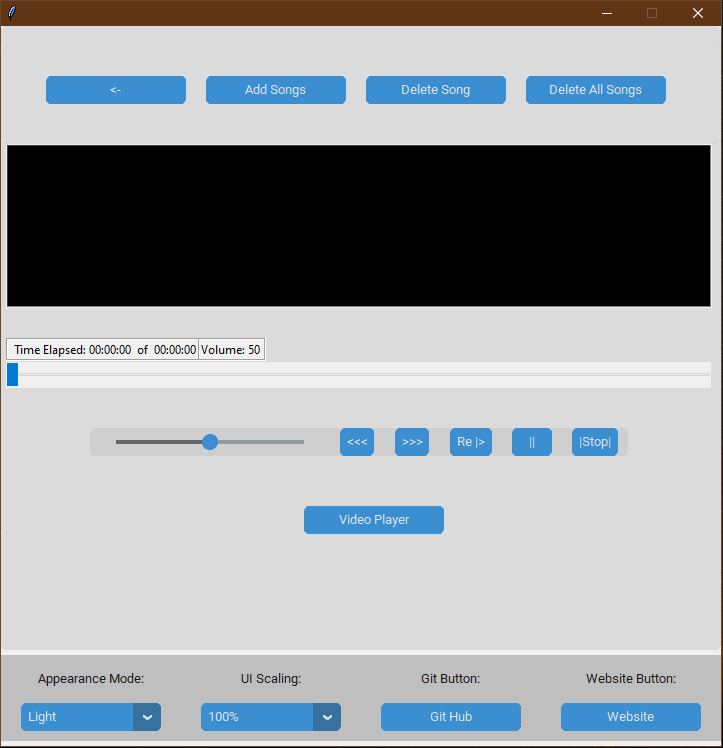 <- Add Songs Delete Song Delete All Songs
Time Elapsed: 00:00:00 of 00:00:00 Volume: 50
<<< >>> Re |> || |Stop|
Video Player
Appearance Mode: UI Scaling: Git Button: Website Button:
Light 100% Git Hub Website